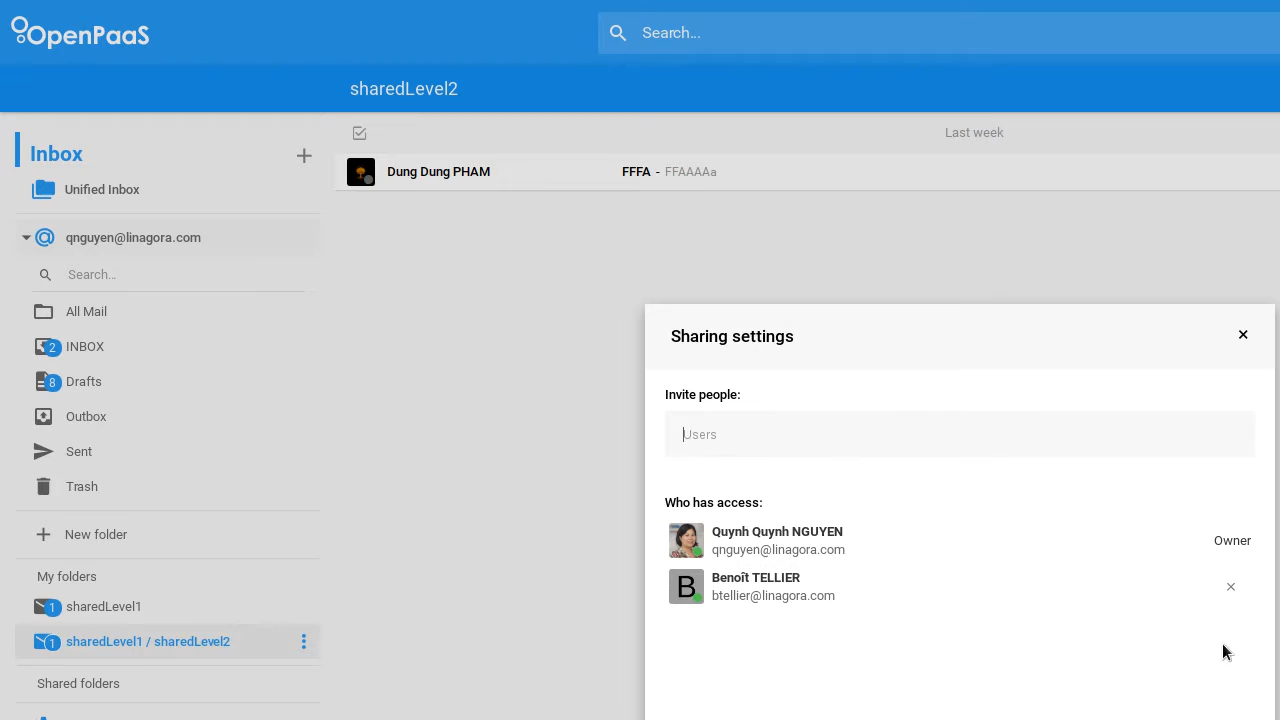 OpenPaaS
Search...
sharedLevel2
Inbox
Last week
Dung Dung PHAM FFFA - FFAAAAa
Unified Inbox
qnguyen@linagora.com
Search...
All Mail
2 INBOX
8 Drafts
Outbox
Sent
Trash
New folder
My folders
1 sharedLevel1
1 sharedLevel1 / sharedLevel2
Shared folders
Sharing settings
Invite people:
Users
Who has access:
Quynh Quynh NGUYEN
qnguyen@linagora.com
Owner
B
Benoît TELLIER
btellier@linagora.com